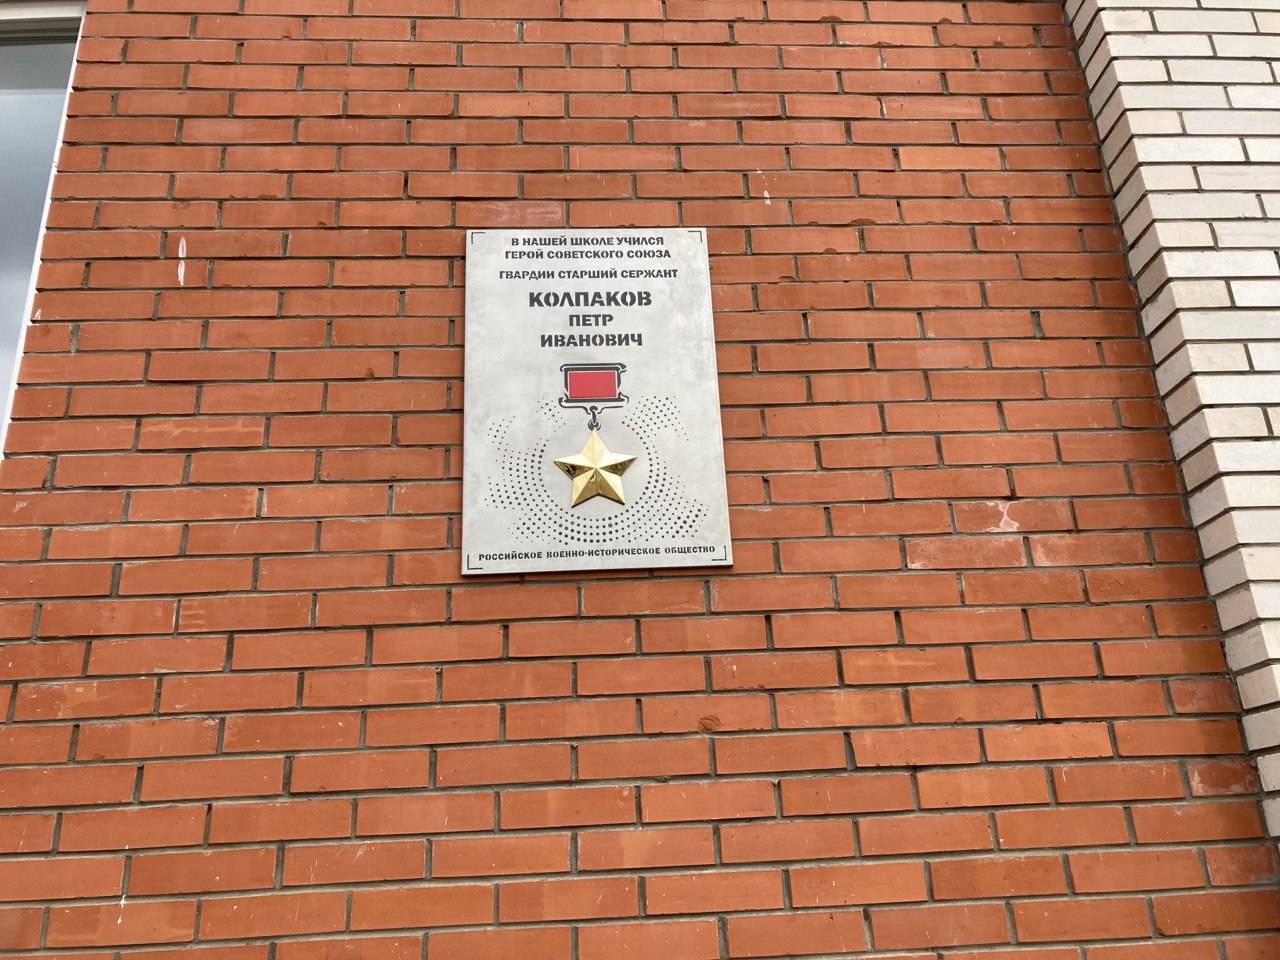 В НАШЕЙ ШКОЛЕ УЧИЛСЯ
ГЕРОЙ СОВЕТСКОГО СОЮЗА
ГВАРДИИ СТАРШИЙ СЕРЖАНТ
КОЛПАКОВ
ПЕТР
ИВАНОВИЧ
РОССИЙСКОЕ ВОЕННО-ИСТОРИЧЕСКОЕ ОБЩЕСТВО